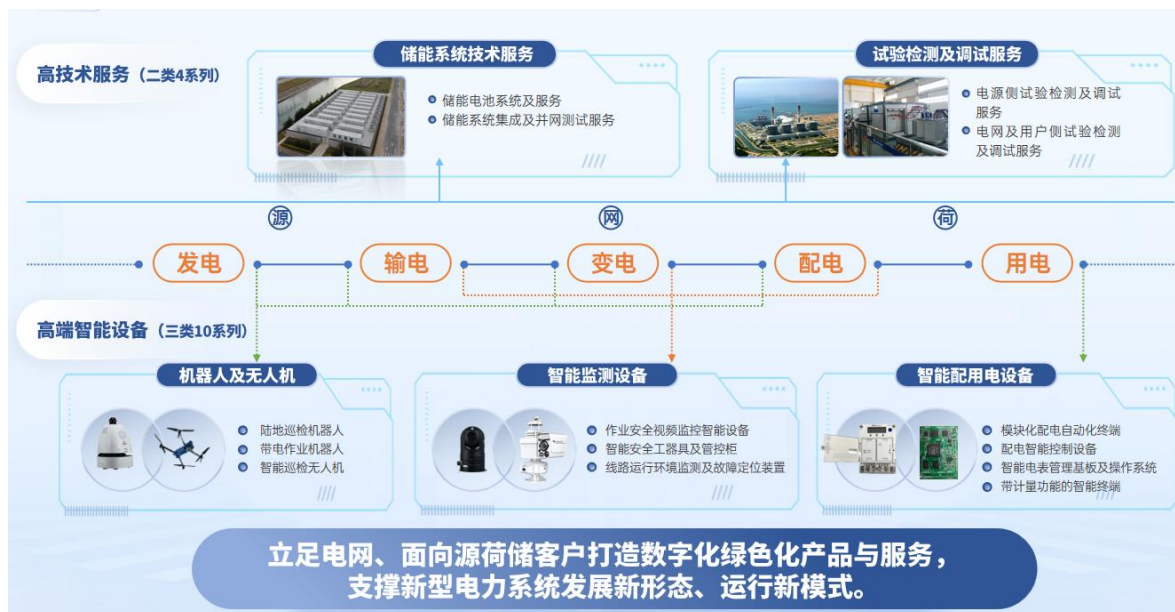 高技术服务(二类4系列)
储能系统技术服务
储能电池系统及服务
储能系统集成及并网测试服务
试验检测及调试服务
电源侧试验检测及调试
服务
电网及用户侧试验检测
及调试服务
源
网
荷
发电
输电
变电
配电
用电
高端智能设备(三类10系列)
机器人及无人机
陆地巡检机器人
带电作业机器人
智能巡检无人机
智能监测设备
作业安全视频监控智能设备
智能安全工器具及管控柜
线路运行环境监测及故障定位装置
智能配用电设备
模块化配电自动化终端
配电智能控制设备
智能电表管理基板及操作系统
带计量功能的智能终端
立足电网、面向源荷储客户打造数字化绿色化产品与服务,
支撑新型电力系统发展新形态、运行新模式。